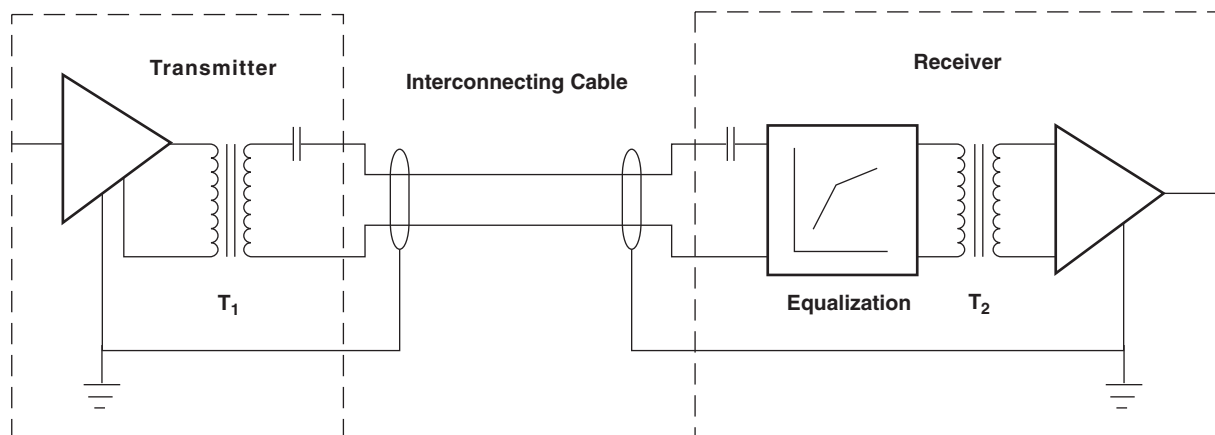 Transmitter
Interconnecting Cable
Receiver
T1
Equalization
T2